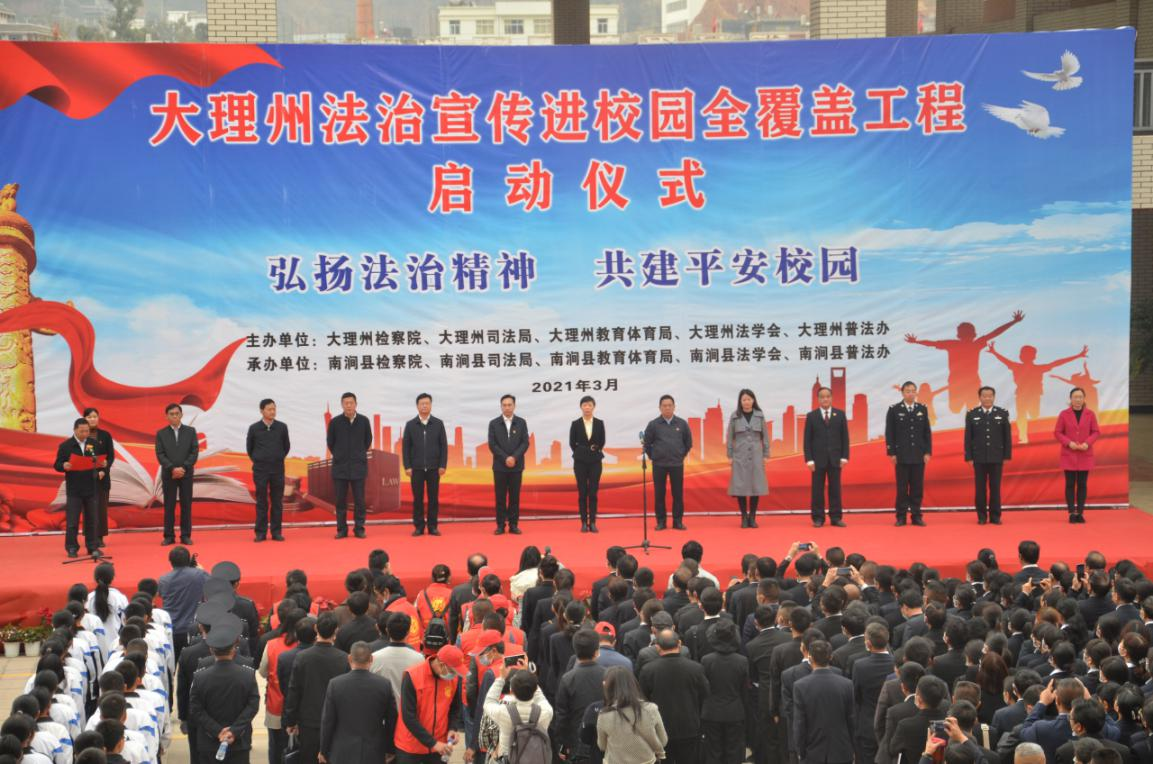 大理州法治宣传进校园全覆盖工程
启动仪式
弘扬法治精神 共建平安校园
主办单位：大理州检察院、大理州司法局、大理州教育体育局、大理州法学会、大理州普法办
承办单位：南涧县检察院、南涧县司法局、南涧县教育体育局、南涧县法学会、南涧县普法办
2021年3月
LAW